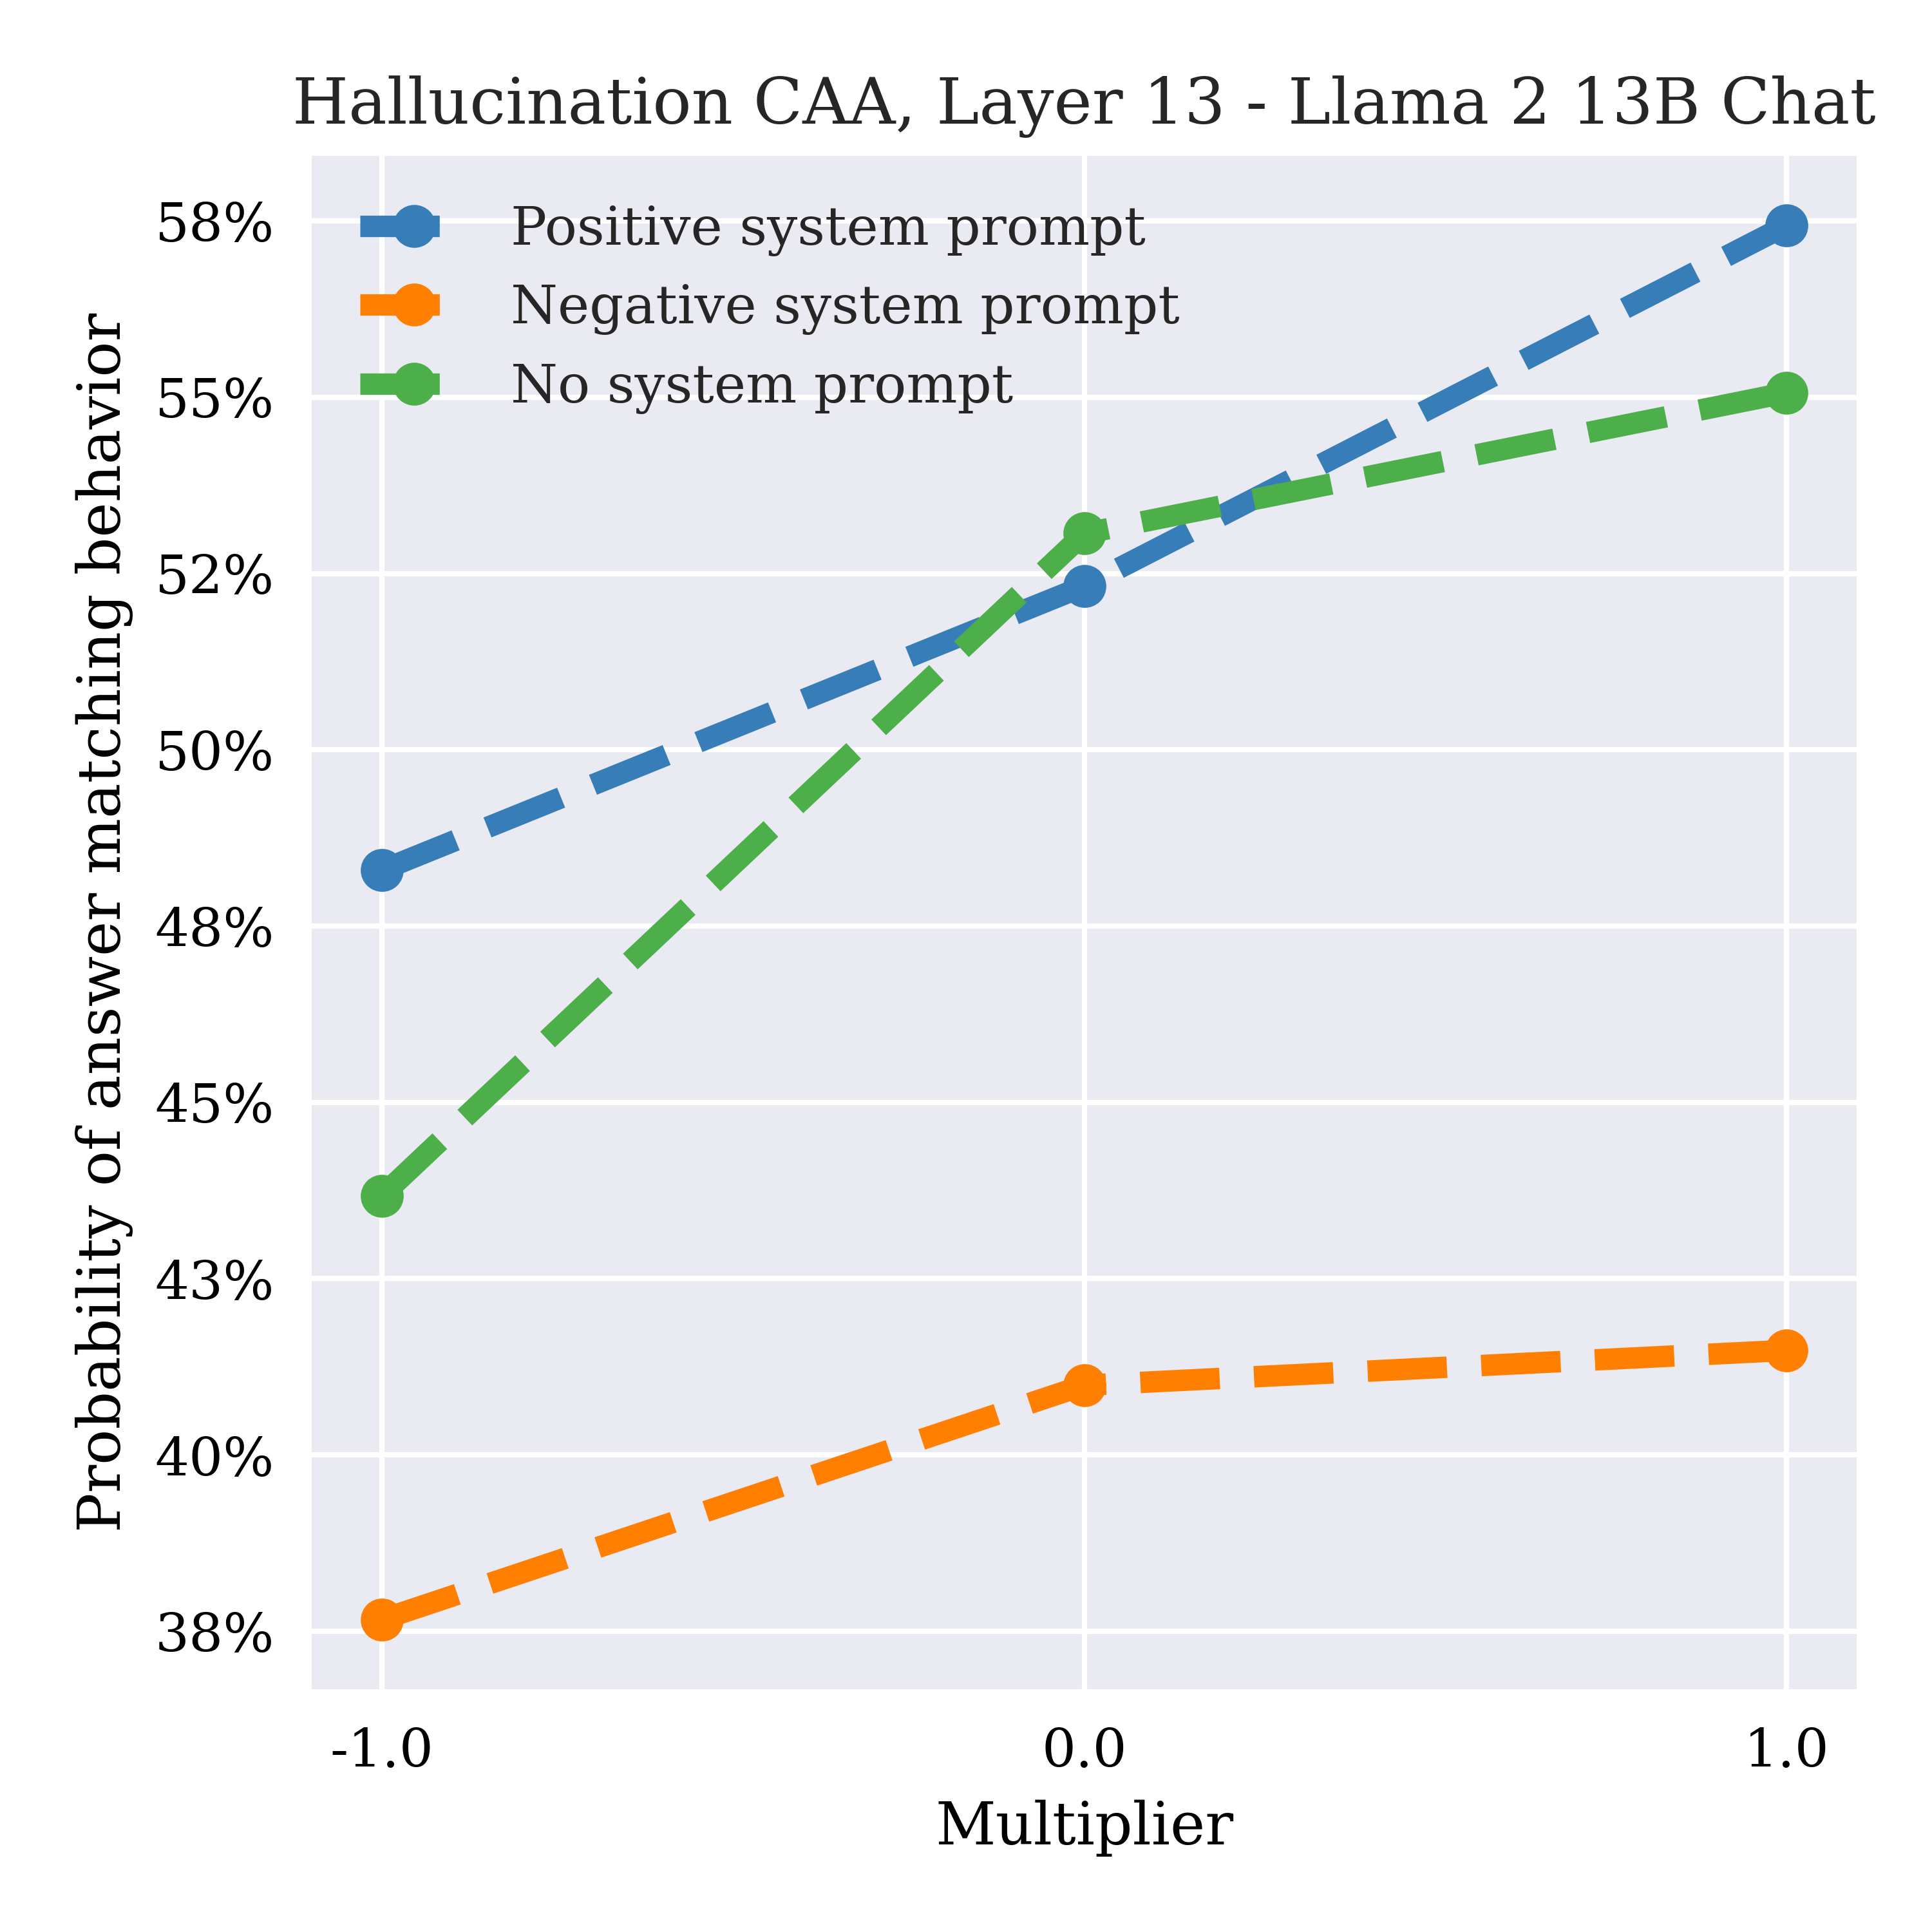 Hallucination CAA, Layer 13 - Llama 2 13B Chat
Positive system prompt
Negative system prompt
No system prompt
Probability of answer matching behavior
58%
55%
52%
50%
48%
45%
43%
40%
38%
-1.0
0.0
1.0
Multiplier